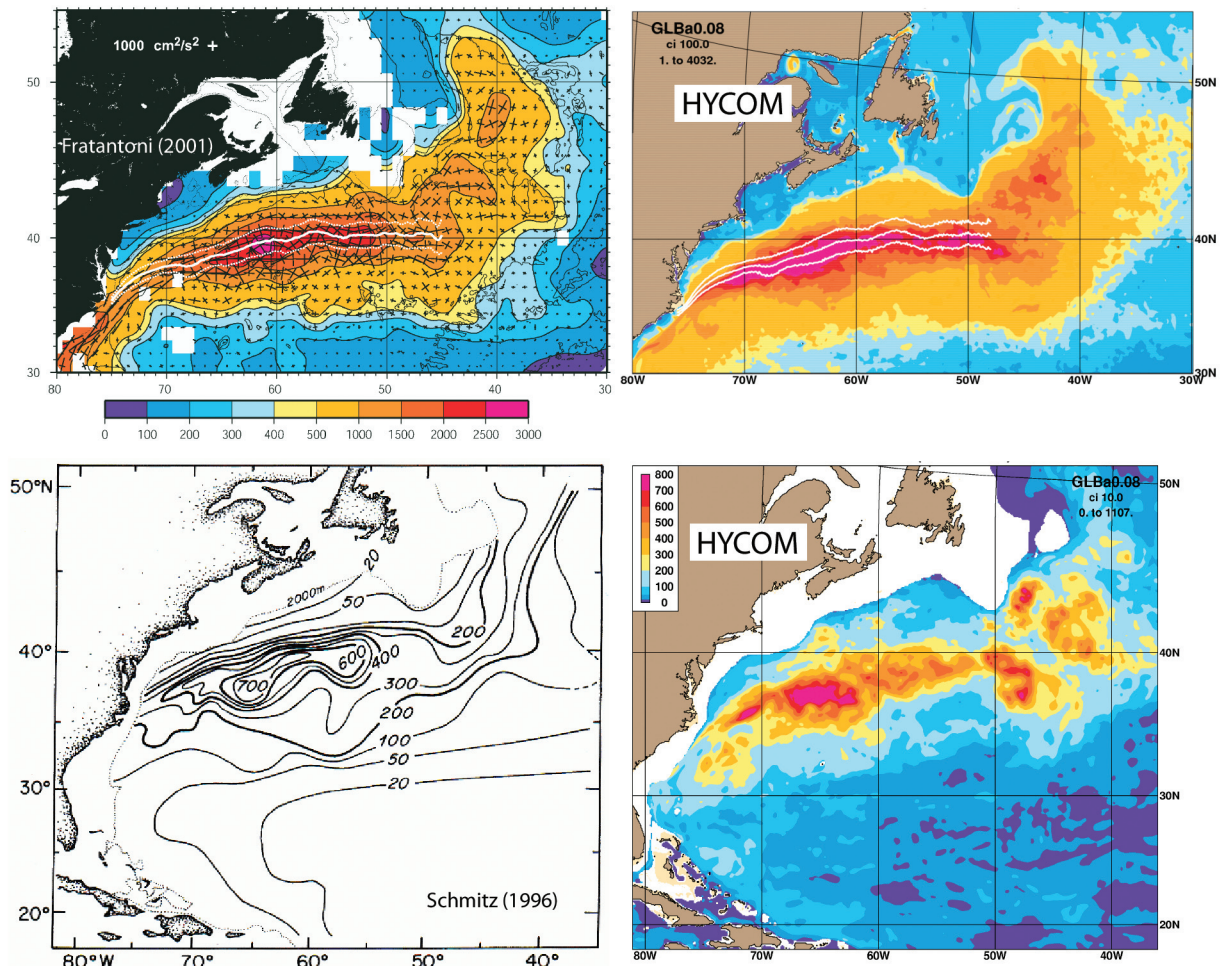 1000 cm²/s² +
Fratantoni (2001)
50
40
30
80 70 60 50 40 30
0 100 200 300 400 500 1000 1500 2000 2500 3000
GLBa0.08
ci 100.0
1. to 4032.
HYCOM
50N
40N
30N
80W 70W 60W 50W 40W 30W
50°N
40°
30°
20°
2000m
20
50
200
600
400
700
300
200
100
50
20
Schmitz (1996)
80°W 70° 60° 50° 40°
800
700
600
500
400
300
200
100
0
GLBa0.08
ci 10.0
0. to 1107.
HYCOM
50N
40N
30N
20N
80W 70W 60W 50W 40W